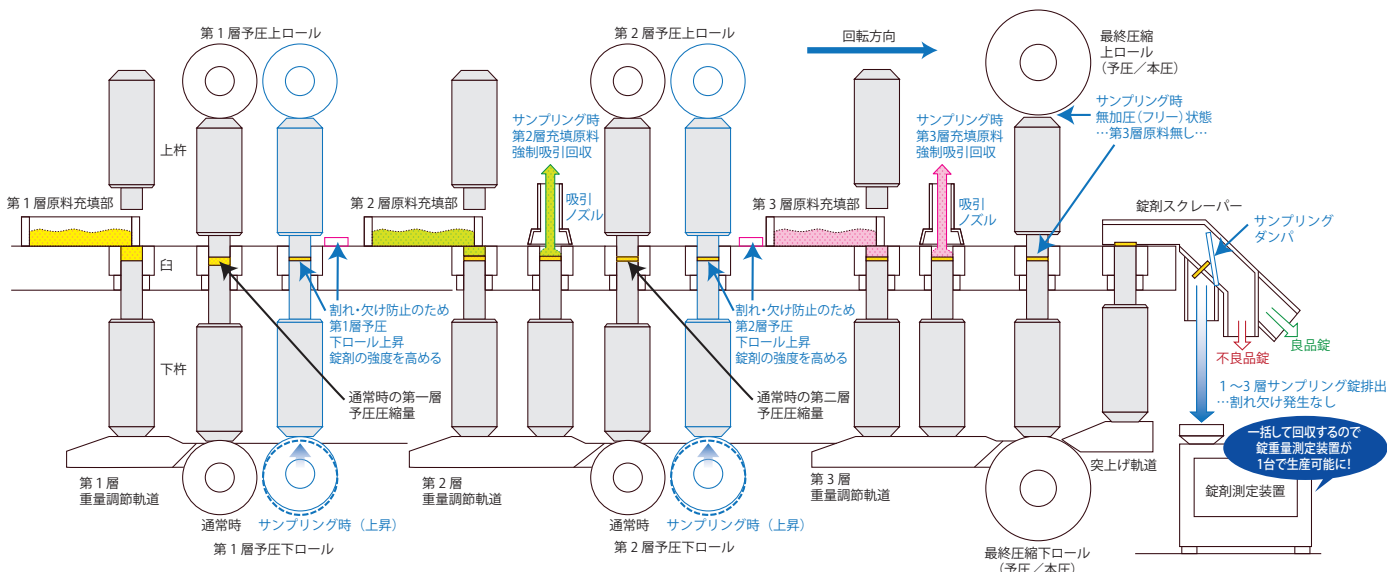 第1層予圧上ロール
第2層予圧上ロール
回転方向
最終圧縮
上ロール
（予圧／本圧）
サンプリング時
無加圧（フリー）状態
…第3層原料無し…
サンプリング時
第2層充填原料
強制吸引回収
サンプリング時
第3層充填原料
強制吸引回収
上杵
第1層原料充填部
第2層原料充填部
吸引
ノズル
第3層原料充填部
吸引
ノズル
錠剤スクレーパー
サンプリング
ダンパ
臼
割れ・欠け防止のため
第1層予圧
下ロール上昇
錠剤の強度を高める
割れ・欠け防止のため
第2層予圧
下ロール上昇
錠剤の強度を高める
良品錠
不良品錠
下杵
通常時の第一層
予圧圧縮量
通常時の第二層
予圧圧縮量
1～3層サンプリング錠排出
…割れ欠け発生なし
一括して回収するので
錠重量測定装置が
1台で生産可能に!
突上げ軌道
錠剤測定装置
第1層
重量調節軌道
第2層
重量調節軌道
第3層
重量調節軌道
通常時
サンプリング時（上昇）
通常時
サンプリング時（上昇）
第1層予圧下ロール
第2層予圧下ロール
最終圧縮下ロール
（予圧／本圧）